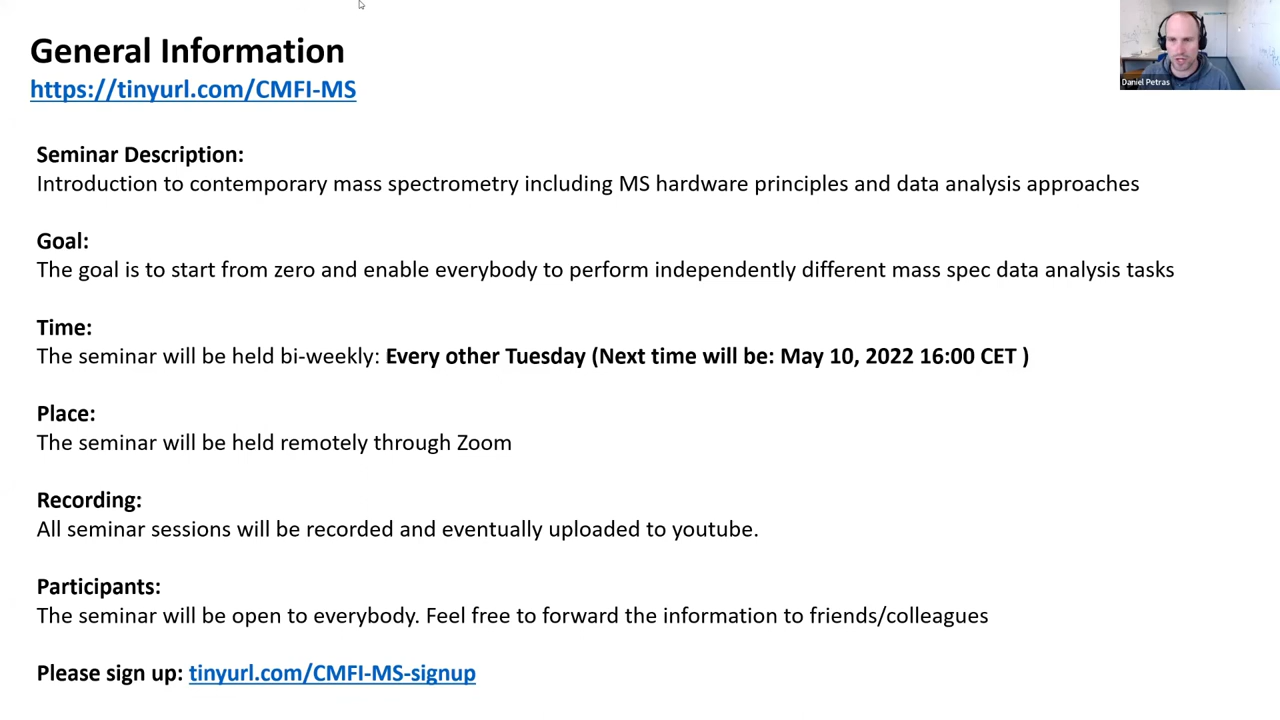 General Information
https://tinyurl.com/CMFI-MS
Daniel Petras
Seminar Description:
Introduction to contemporary mass spectrometry including MS hardware principles and data analysis approaches
Goal:
The goal is to start from zero and enable everybody to perform independently different mass spec data analysis tasks
Time:
The seminar will be held bi-weekly: Every other Tuesday (Next time will be: May 10, 2022 16:00 CET )
Place:
The seminar will be held remotely through Zoom
Recording:
All seminar sessions will be recorded and eventually uploaded to youtube.
Participants:
The seminar will be open to everybody. Feel free to forward the information to friends/colleagues
Please sign up: tinyurl.com/CMFI-MS-signup